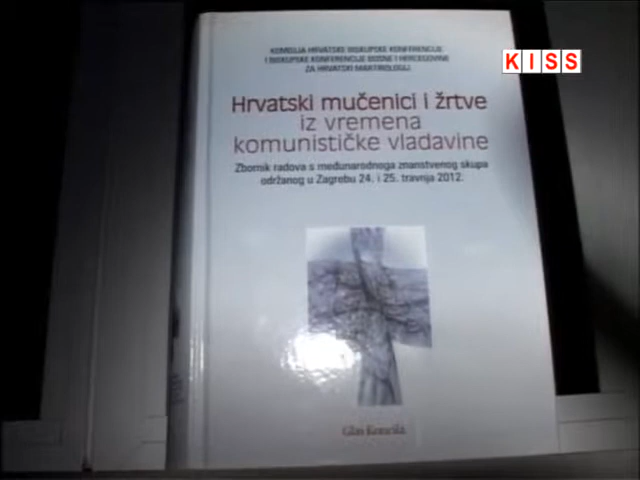 KOMISIJA HRVATSKE BISKUPSKE KONFERENCIJE
I BISKUPSKE KONFERENCIJE BOSNE I HERCEGOVINE
ZA HRVATSKI MARTIROLOGIJ
KISS
Hrvatski mučenici i žrtve
iz vremena
komunističke vladavine
Zbornik radova s međunarodnoga znanstvenog skupa
održanog u Zagrebu 24. i 25. travnja 2012.
Glas Koncila